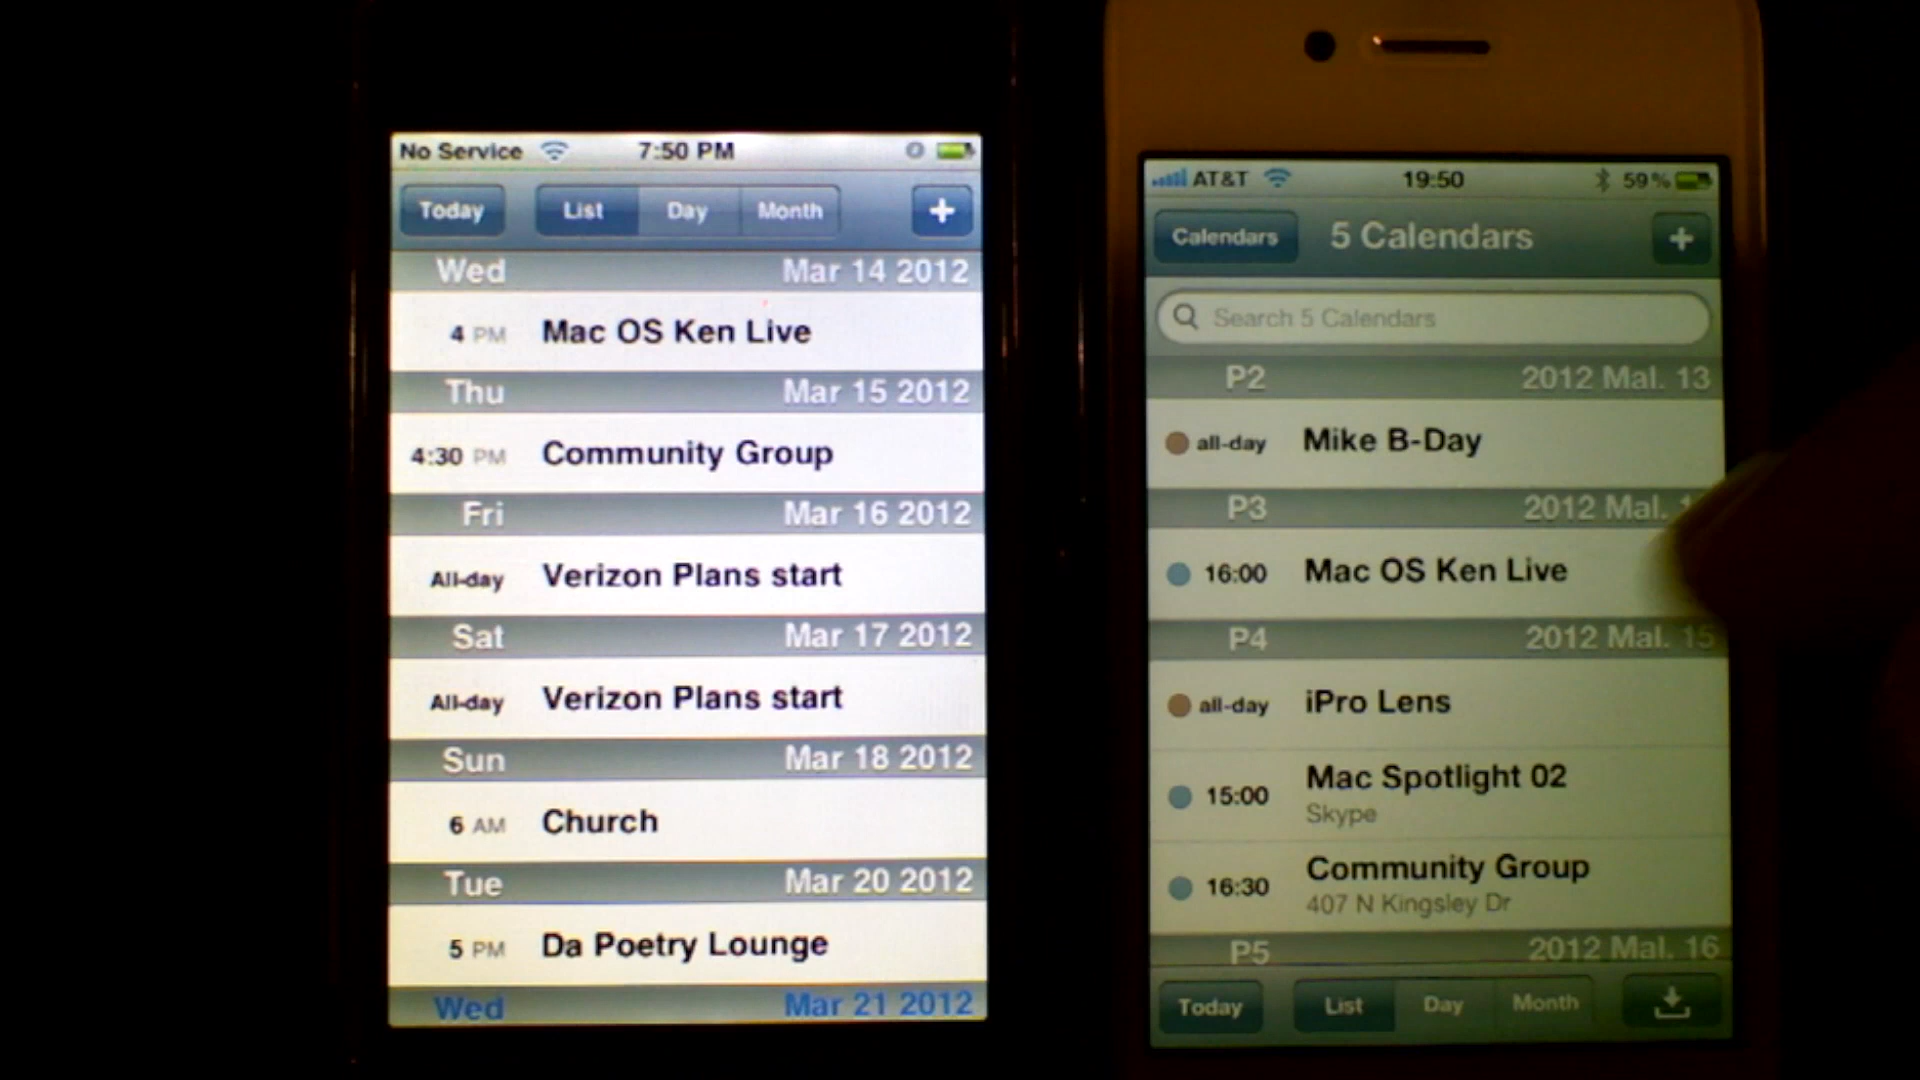 No Service 7:50 PM
Today List Day Month +
Wed Mar 14 2012
4 PM Mac OS Ken Live
Thu Mar 15 2012
4:30 PM Community Group
Fri Mar 16 2012
All-day Verizon Plans start
Sat Mar 17 2012
All-day Verizon Plans start
Sun Mar 18 2012
6 AM Church
Tue Mar 20 2012
5 PM Da Poetry Lounge
Wed Mar 21 2012
AT&T 19:50 59%
Calendars 5 Calendars +
Search 5 Calendars
P2 2012 Mal. 13
all-day Mike B-Day
P3 2012 Mal.
16:00 Mac OS Ken Live
P4 2012 Mal. 15
all-day iPro Lens
15:00 Mac Spotlight 02
Skype
16:30 Community Group
407 N Kingsley Dr
P5 2012 Mal. 16
Today List Day Month